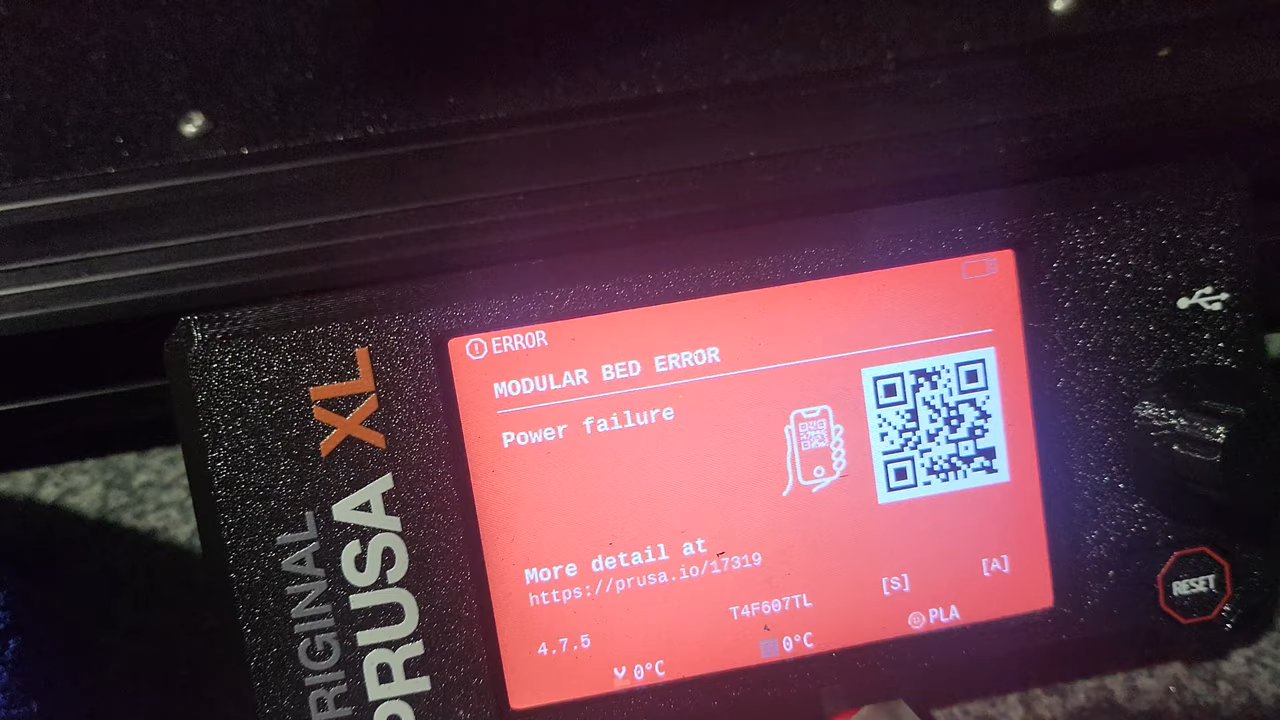 ORIGINAL
PRUSA XL
ERROR
MODULAR BED ERROR
Power failure
More detail at
https://prusa.io/17319
[S]
[A]
T4F607TL
4.7.5
0°C
0°C
PLA
RESET